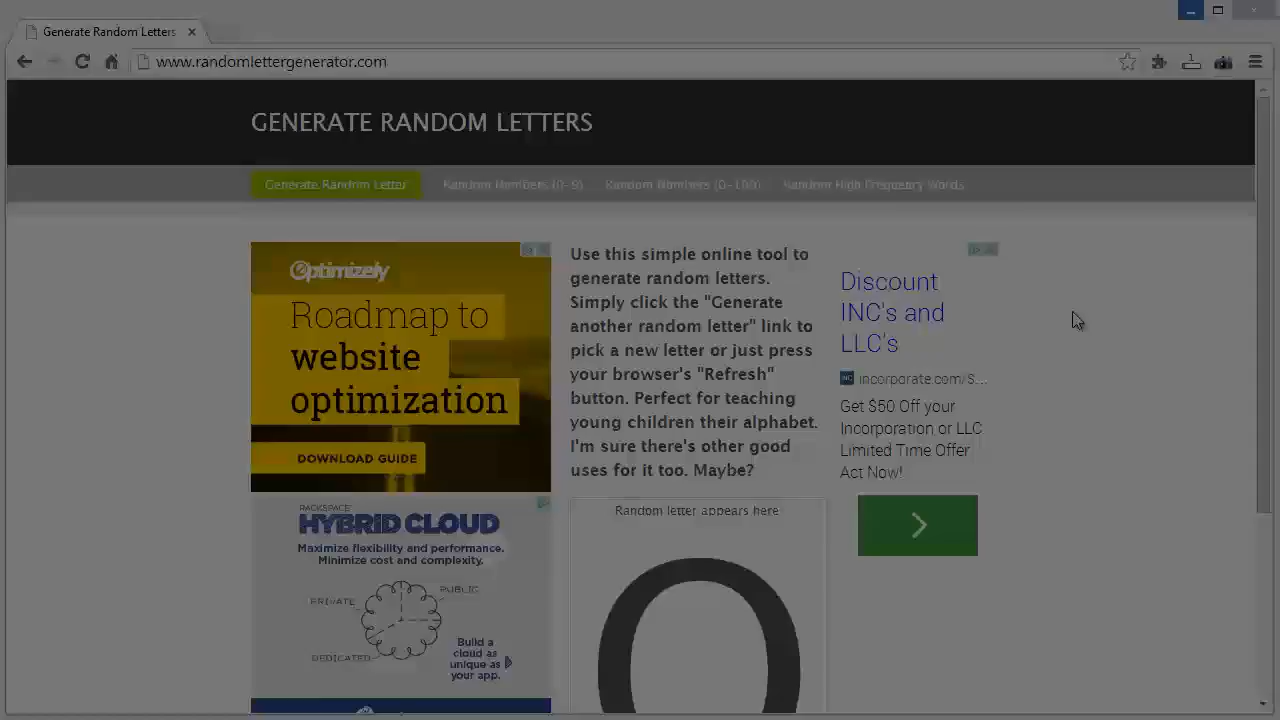 Generate Random Letters
www.randomlettergenerator.com
GENERATE RANDOM LETTERS
Generate Random Letter
Random Numbers (0-9)
Random Numbers (0-100)
Random High Frequency Words
Optimizely
Roadmap to
website
optimization
DOWNLOAD GUIDE
Use this simple online tool to
generate random letters.
Simply click the "Generate
another random letter" link to
pick a new letter or just press
your browser's "Refresh"
button. Perfect for teaching
young children their alphabet.
I'm sure there's other good
uses for it too. Maybe?
Discount
INC's and
LLC's
INC incorporate.com/S...
Get $50 Off your
Incorporation or LLC
Limited Time Offer
Act Now!
RACKSPACE
HYBRID CLOUD
Maximize flexibility and performance.
Minimize cost and complexity.
PRIVATE
PUBLIC
DEDICATED
Build a
cloud as
unique as
your app.
Random letter appears here